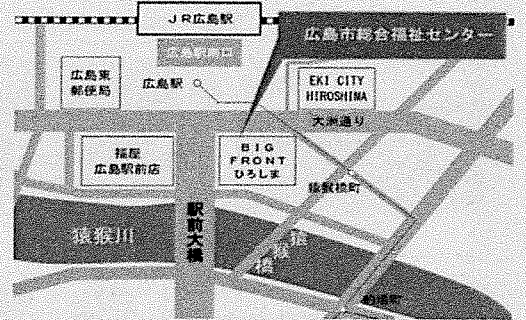 JR広島駅
広島市総合福祉センター
広島駅南口
広島東
郵便局
広島駅
EKI CITY
HIROSHIMA
大洲通り
福屋
広島駅前店
BIG
FRONT
ひろしま
猿猴橋町
駅前大橋
猿猴川
猿猴橋